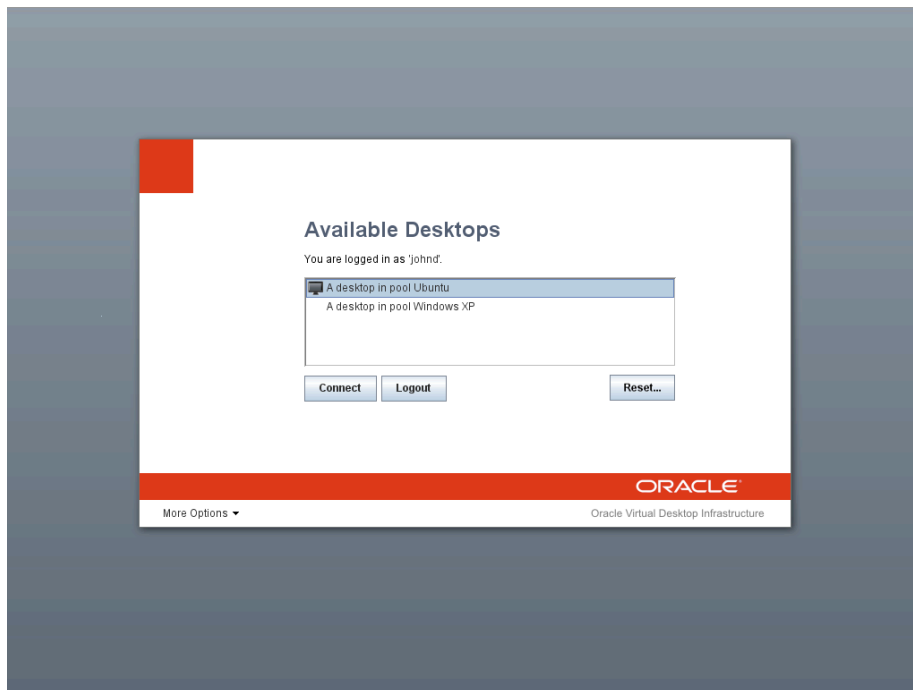 Available Desktops
You are logged in as 'johnd'.
A desktop in pool Ubuntu
A desktop in pool Windows XP
Connect Logout Reset...
ORACLE
More Options Oracle Virtual Desktop Infrastructure